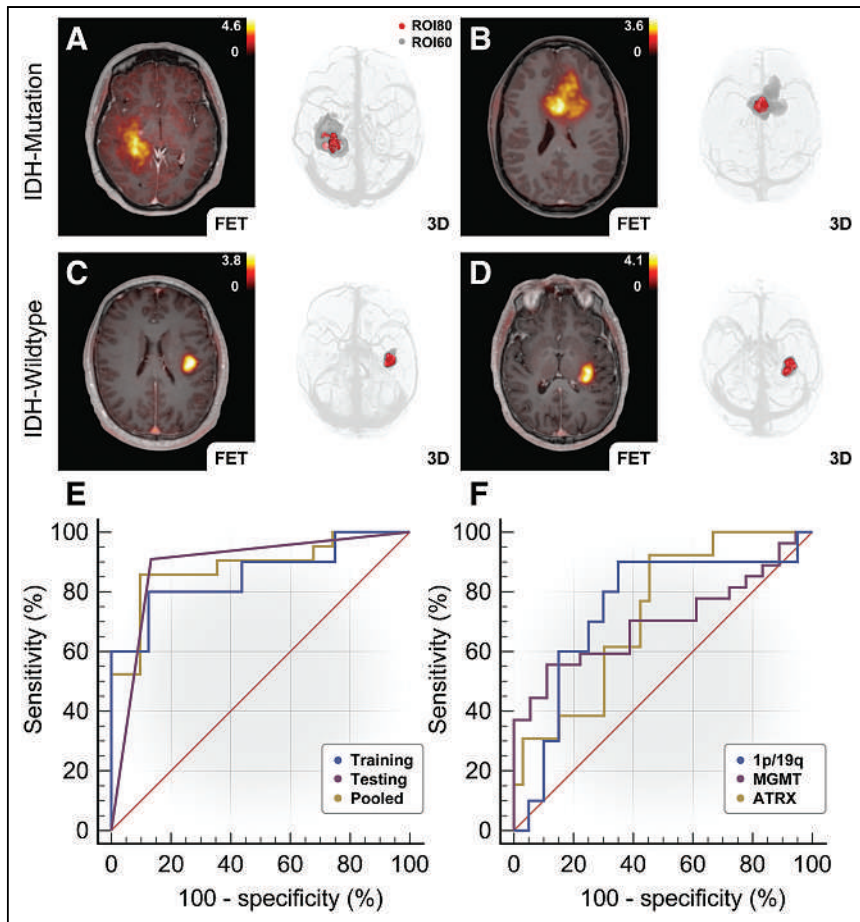 IDH-Mutation
A
4.6
0
FET
ROI80
ROI60
3D
B
3.6
0
FET
3D
IDH-Wildtype
C
3.8
0
FET
3D
D
4.1
0
FET
3D
E
Sensitivity (%)
100
80
60
40
20
0
Training
Testing
Pooled
0 20 40 60 80 100
100 - specificity (%)
F
Sensitivity (%)
100
80
60
40
20
0
1p/19q
MGMT
ATRX
0 20 40 60 80 100
100 - specificity (%)